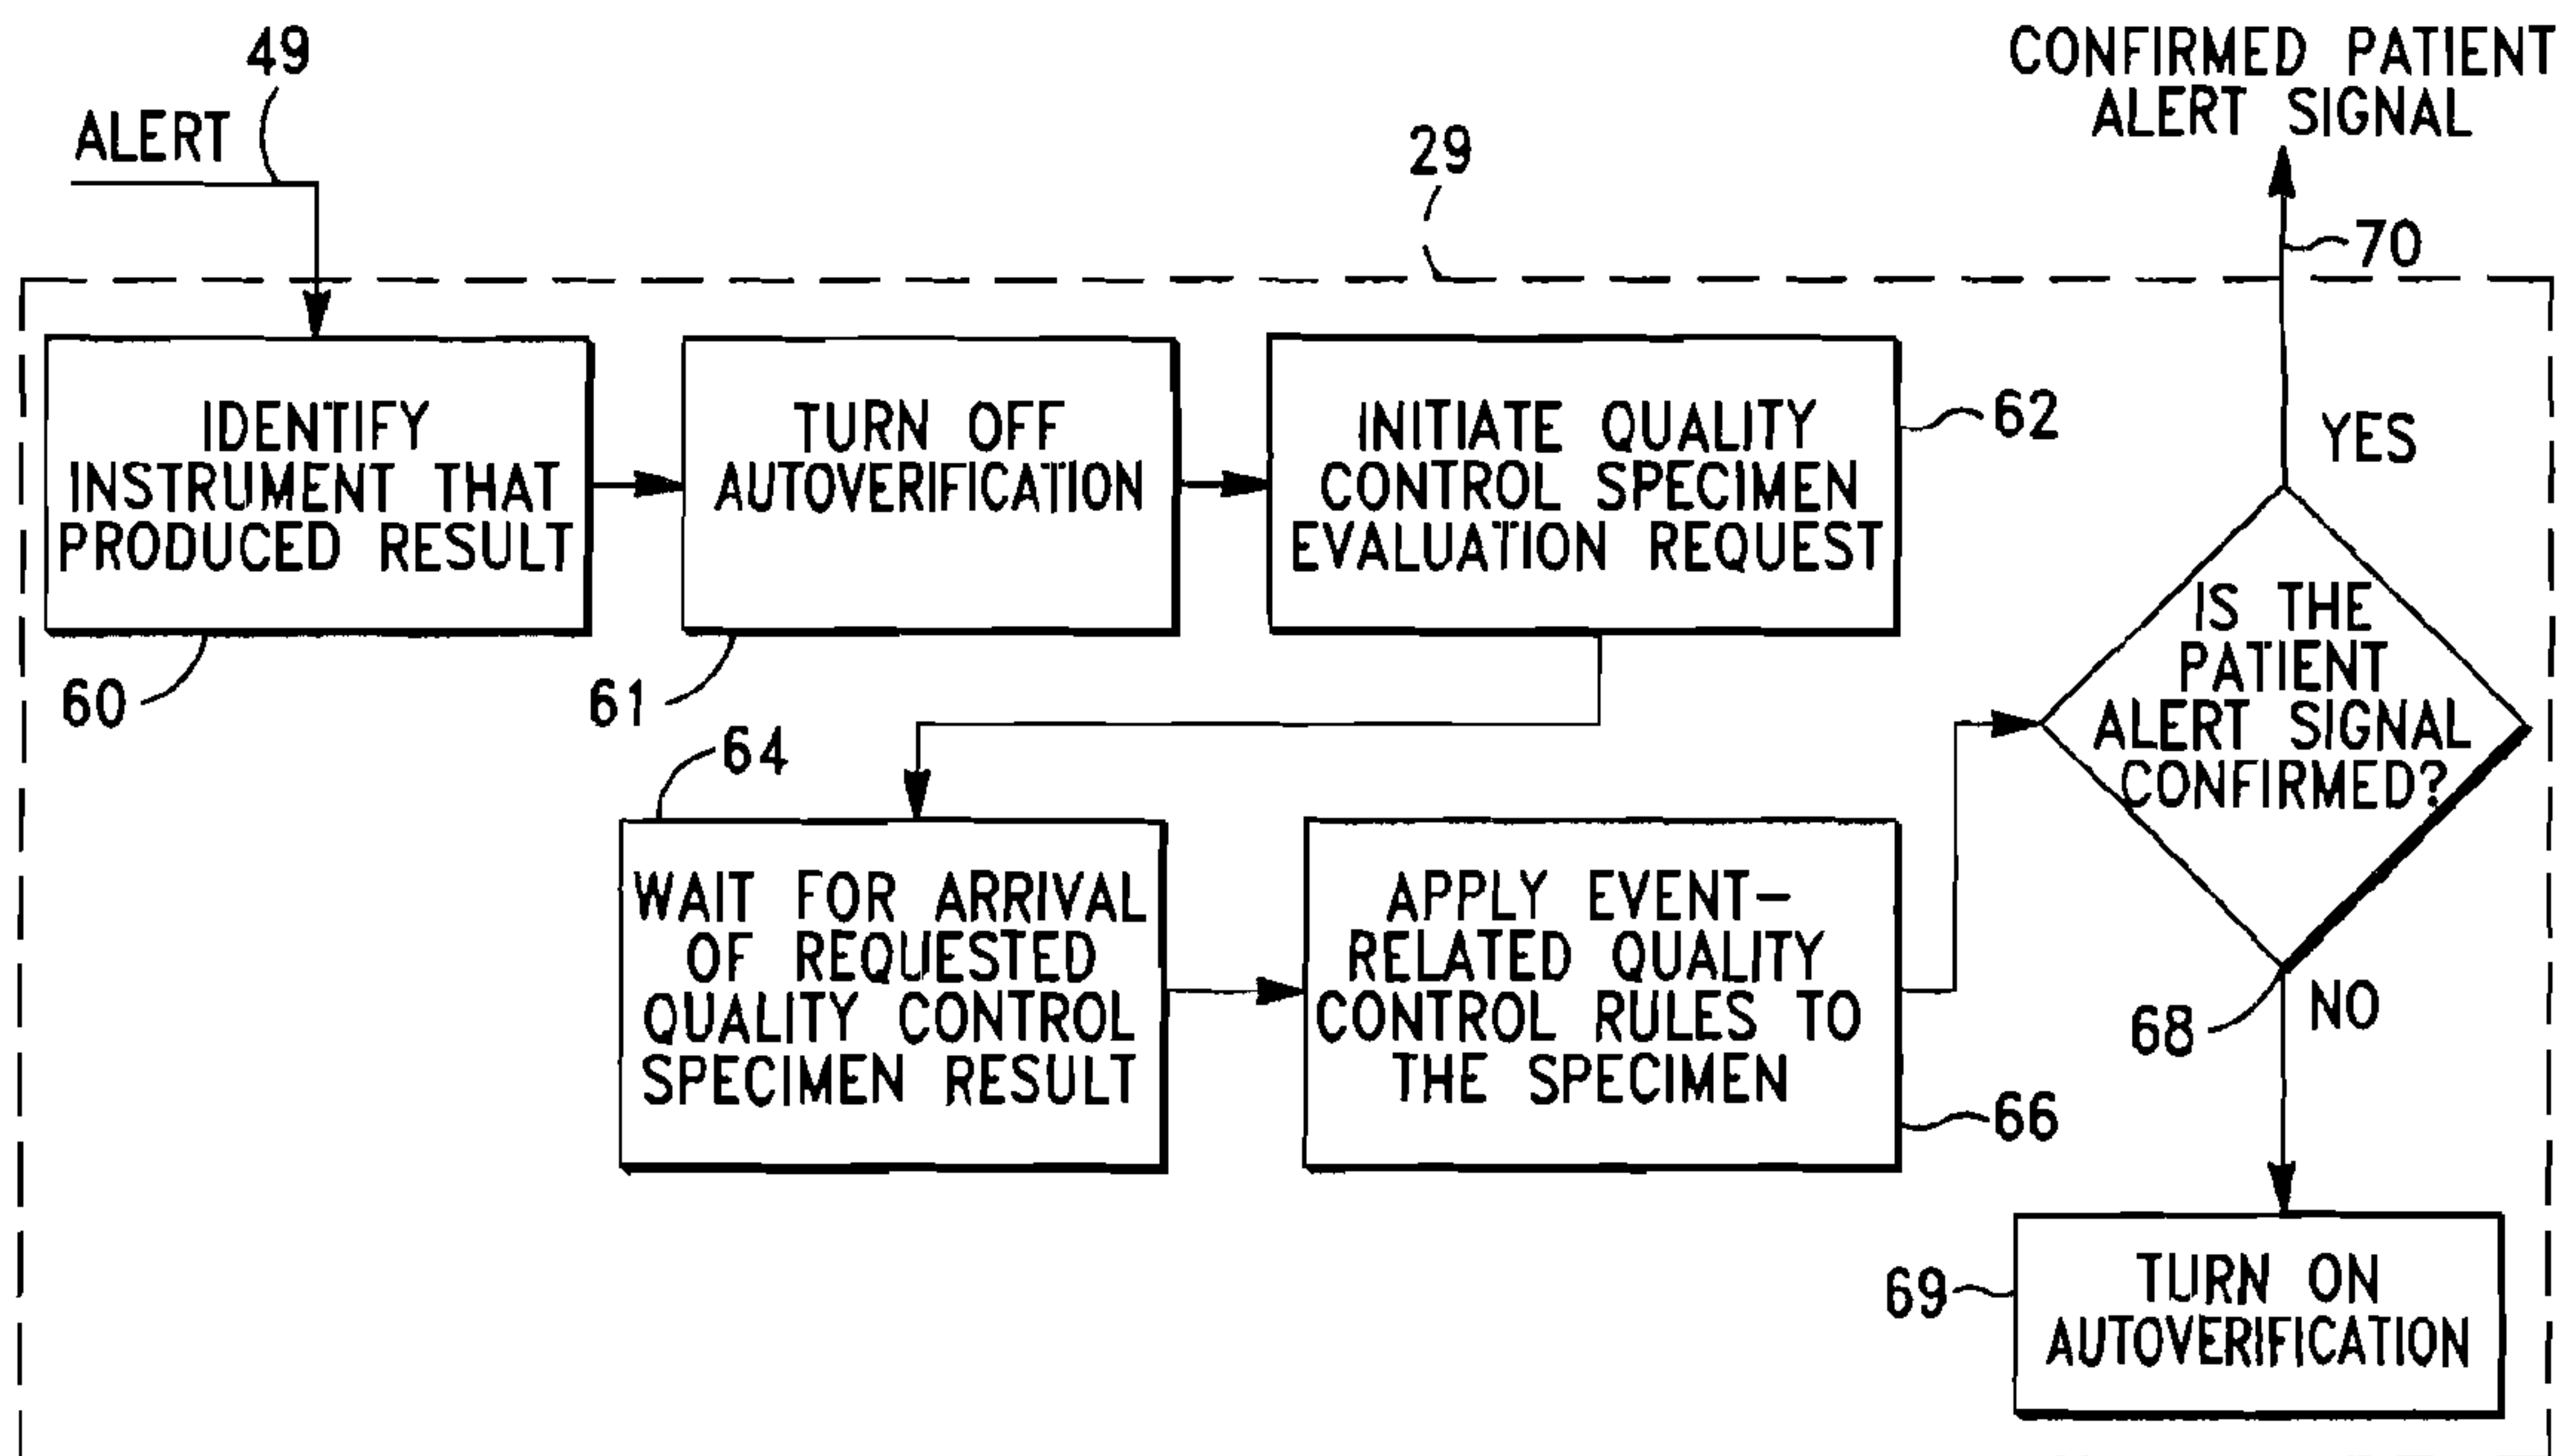 49
ALERT
CONFIRMED PATIENT
ALERT SIGNAL
29
70
IDENTIFY
INSTRUMENT THAT
PRODUCED RESULT
60
TURN OFF
AUTOVERIFICATION
61
INITIATE QUALITY
CONTROL SPECIMEN
EVALUATION REQUEST
62
64
WAIT FOR ARRIVAL
OF REQUESTED
QUALITY CONTROL
SPECIMEN RESULT
APPLY EVENT-
RELATED QUALITY
CONTROL RULES TO
THE SPECIMEN
66
YES
IS THE
PATIENT
ALERT SIGNAL
CONFIRMED?
68
NO
69
TURN ON
AUTOVERIFICATION